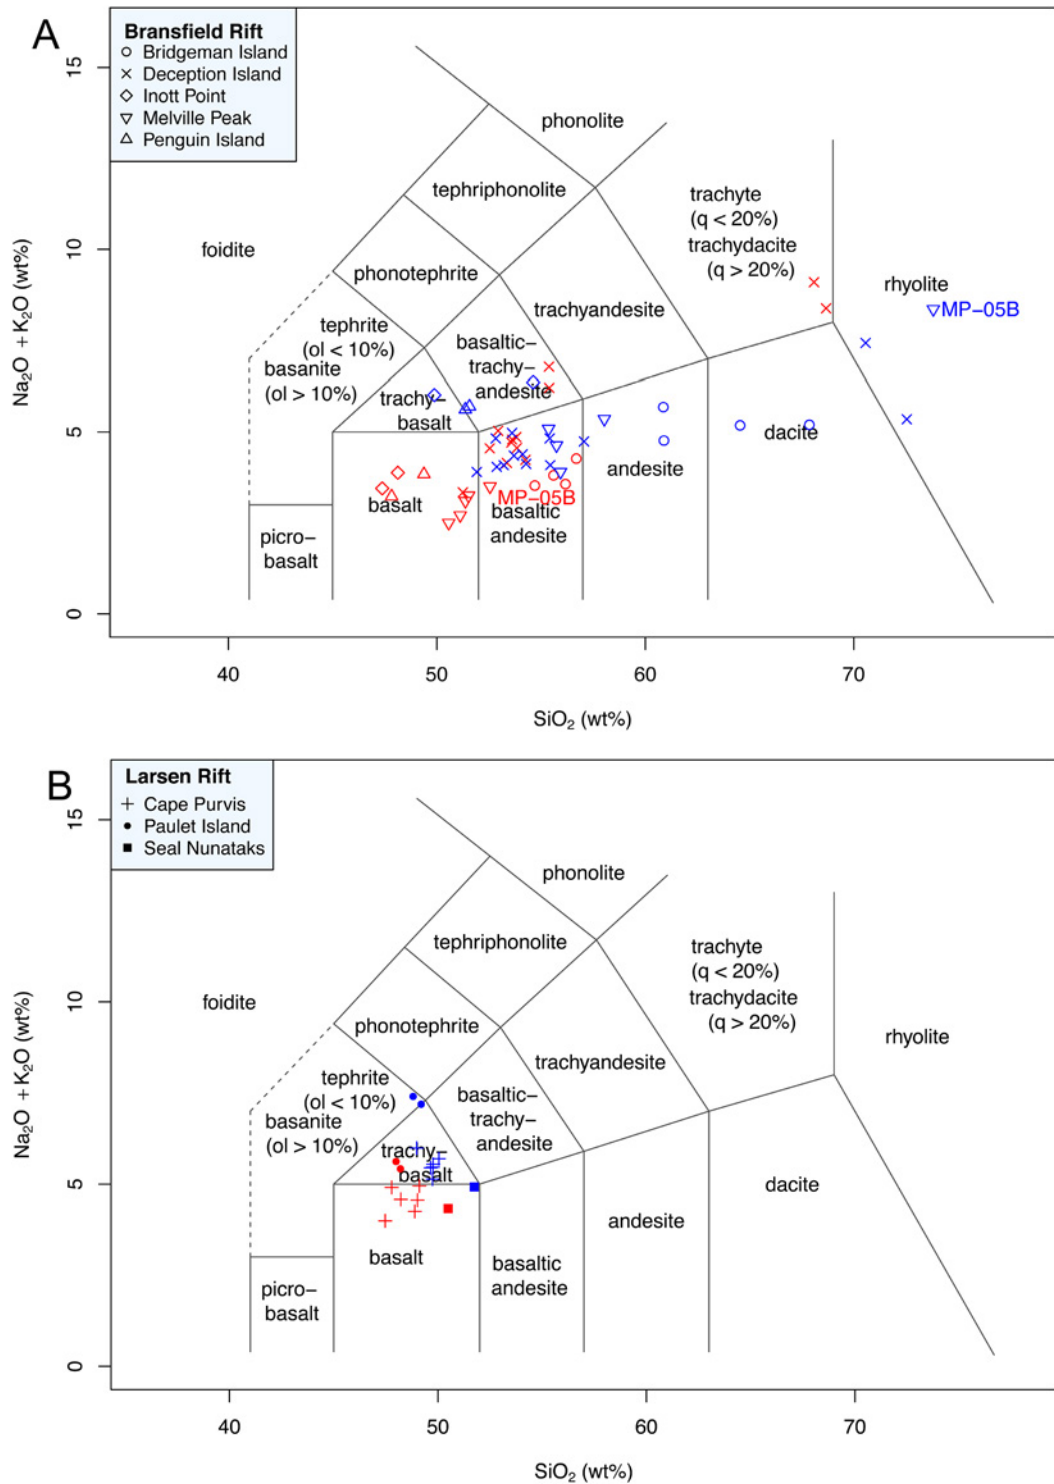 A
Bransfield Rift
Bridgeman Island
Deception Island
Inott Point
Melville Peak
Penguin Island
Na2O + K2O (wt%)
15
10
5
0
phonolite
tephriphonolite
trachyte
(q < 20%)
trachydacite
(q > 20%)
foidite
phonotephrite
rhyolite
MP−05B
trachyandesite
tephrite
(ol < 10%)
basaltic−
trachy−
andesite
basanite
(ol > 10%)
trachy−
basalt
dacite
andesite
MP−05B
basalt
basaltic
andesite
picro−
basalt
40
50
60
70
SiO2 (wt%)
B
Larsen Rift
Cape Purvis
Paulet Island
Seal Nunataks
Na2O + K2O (wt%)
15
10
5
0
phonolite
tephriphonolite
trachyte
(q < 20%)
trachydacite
(q > 20%)
foidite
phonotephrite
rhyolite
trachyandesite
tephrite
(ol < 10%)
basaltic−
trachy−
andesite
basanite
(ol > 10%)
trachy−
basalt
dacite
andesite
basalt
basaltic
andesite
picro−
basalt
40
50
60
70
SiO2 (wt%)